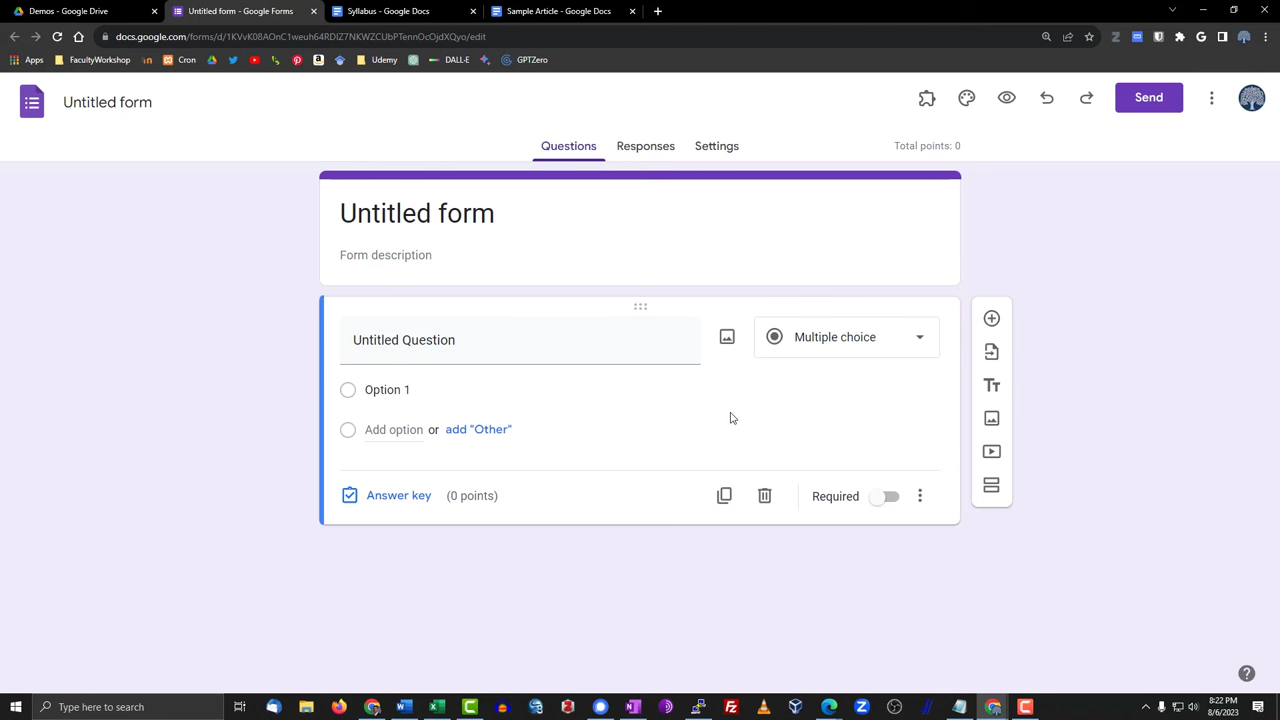 Demos - Google Drive
Untitled form - Google Forms
Syllabus - Google Docs
Sample Article - Google Docs
docs.google.com/forms/d/1KVvK08AOnC1weuh64RDlZ7NKWZCUbPTennOcOjdXQyo/edit
Apps
FacultyWorkshop
Cron
Udemy
DALL-E
GPTZero
Untitled form
Send
Questions
Responses
Settings
Total points: 0
Untitled form
Form description
Untitled Question
Multiple choice
Option 1
Add option or add "Other"
Answer key (0 points)
Required
Type here to search
8:22 PM
8/6/2023